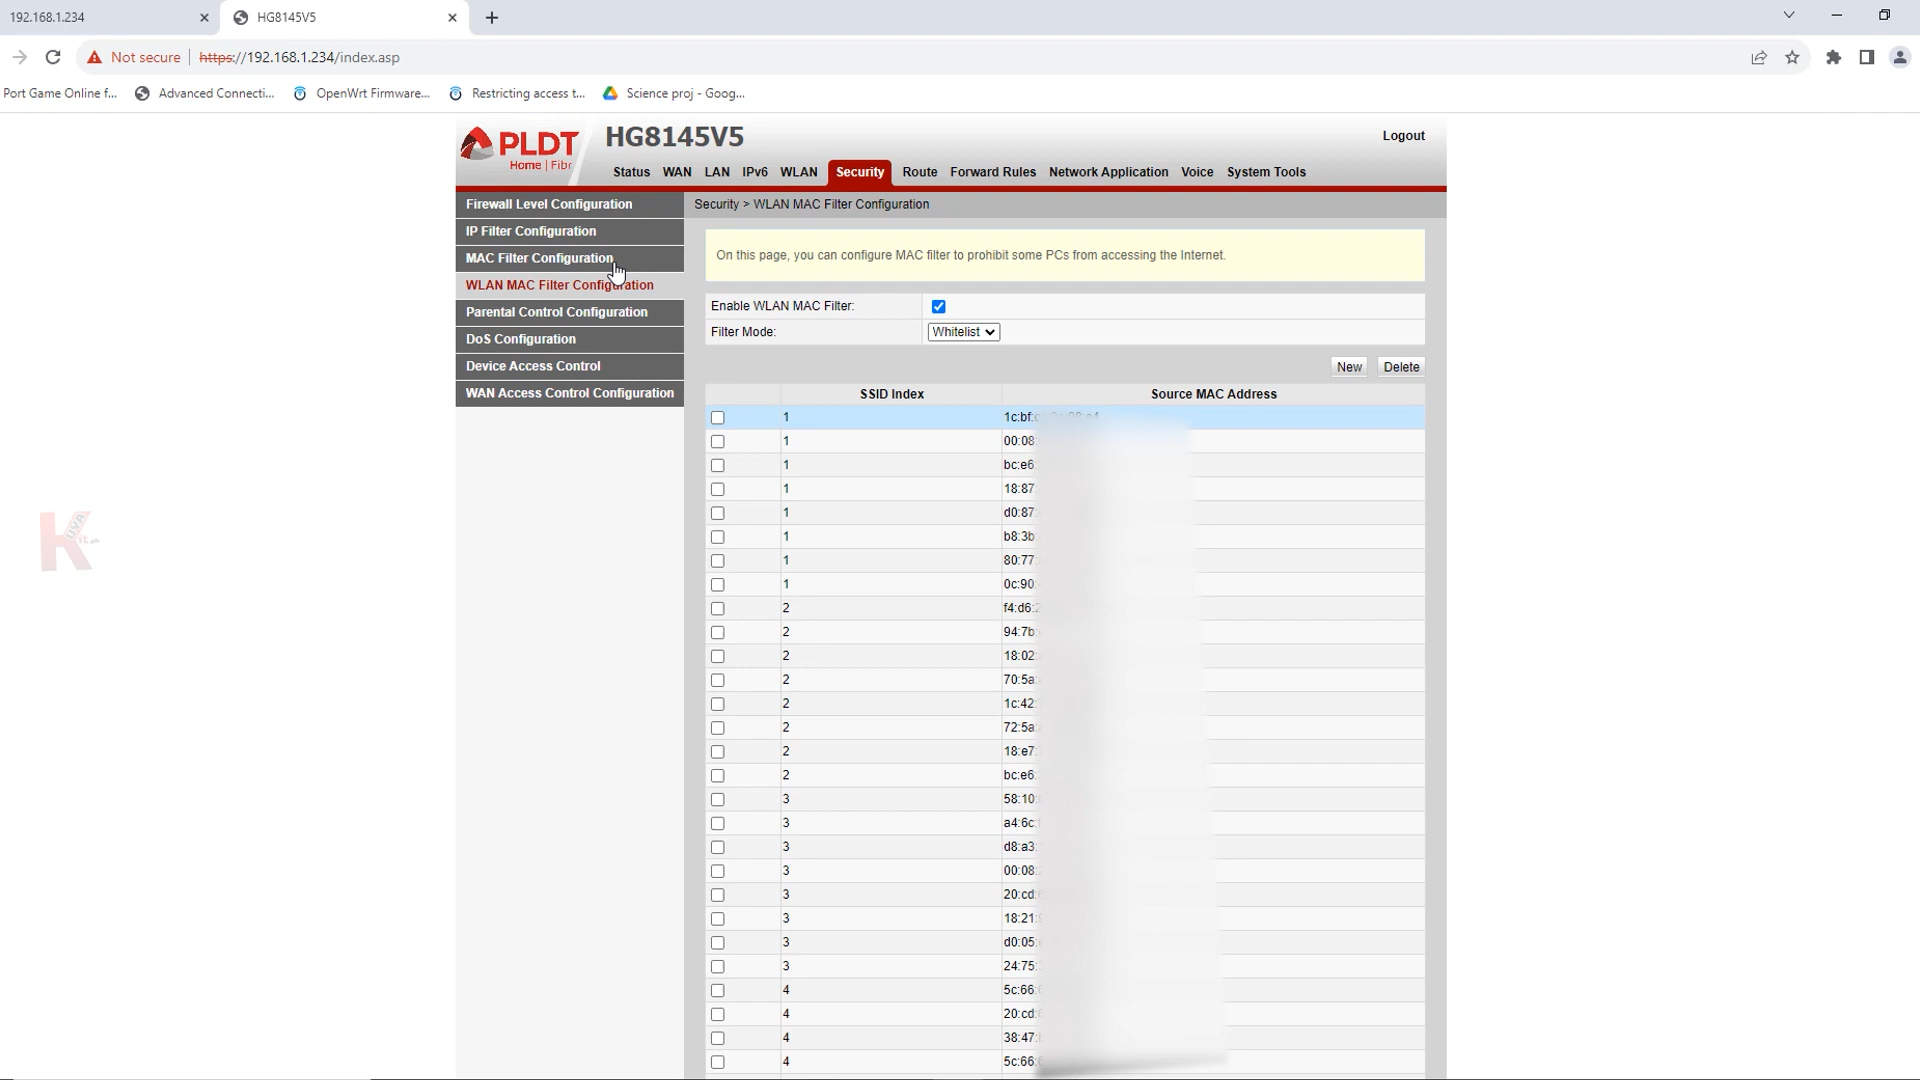 192.168.1.234
HG8145V5
Not secure
https://192.168.1.234/index.asp
Port Game Online f...
Advanced Connecti...
OpenWrt Firmware...
Restricting access t...
Science proj - Goog...
PLDT
Home | Fibr
HG8145V5
Logout
Status WAN LAN IPv6 WLAN Security Route Forward Rules Network Application Voice System Tools
Firewall Level Configuration
IP Filter Configuration
MAC Filter Configuration
WLAN MAC Filter Configuration
Parental Control Configuration
DoS Configuration
Device Access Control
WAN Access Control Configuration
Security > WLAN MAC Filter Configuration
On this page, you can configure MAC filter to prohibit some PCs from accessing the Internet.
Enable WLAN MAC Filter:
Filter Mode: Whitelist
New Delete
SSID Index Source MAC Address
1 1c:bf:
1 00:08:
1 bc:e6:
1 18:87:
1 d0:87:
1 b8:3b:
1 80:77:
1 0c:90:
2 f4:d6:
2 94:7b:
2 18:02:
2 70:5a:
2 1c:42:
2 72:5a:
2 18:e7:
2 bc:e6:
3 58:10:
3 a4:6c:
3 d8:a3:
3 00:08:
3 20:cd:
3 18:21:
3 d0:05:
3 24:75:
4 5c:66:
4 20:cd:
4 38:47:
4 5c:66: